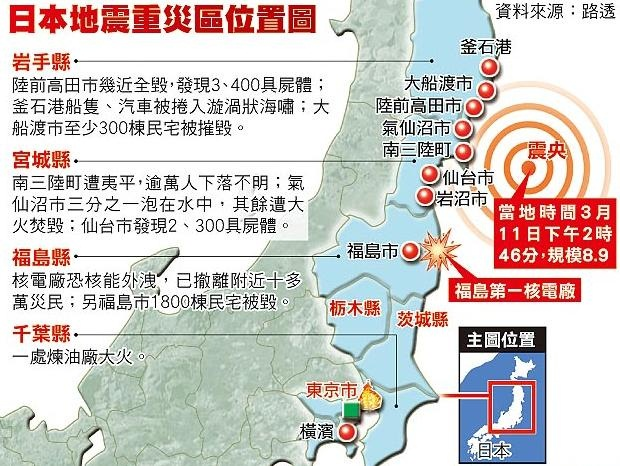 日本地震重災區位置圖
資料來源：路透
岩手縣
陸前高田市幾近全毀，發現3、400具屍體；
釜石港船隻、汽車被捲入漩渦狀海嘯；大
船渡市至少300棟民宅被摧毀。
宮城縣
南三陸町遭夷平，逾萬人下落不明；氣
仙沼市三分之一泡在水中，其餘遭大
火焚毀；仙台市發現2、300具屍體。
福島縣
核電廠恐核能外洩，已撤離附近十多
萬災民；另福島市1800棟民宅被毀。
千葉縣
一處煉油廠大火。
釜石港
大船渡市
陸前高田市
氣仙沼市
南三陸町
仙台市
岩沼市
震央
當地時間3月
11日下午2時
46分，規模8.9
福島市
福島第一核電廠
栃木縣
茨城縣
東京市
橫濱
主圖位置
日本